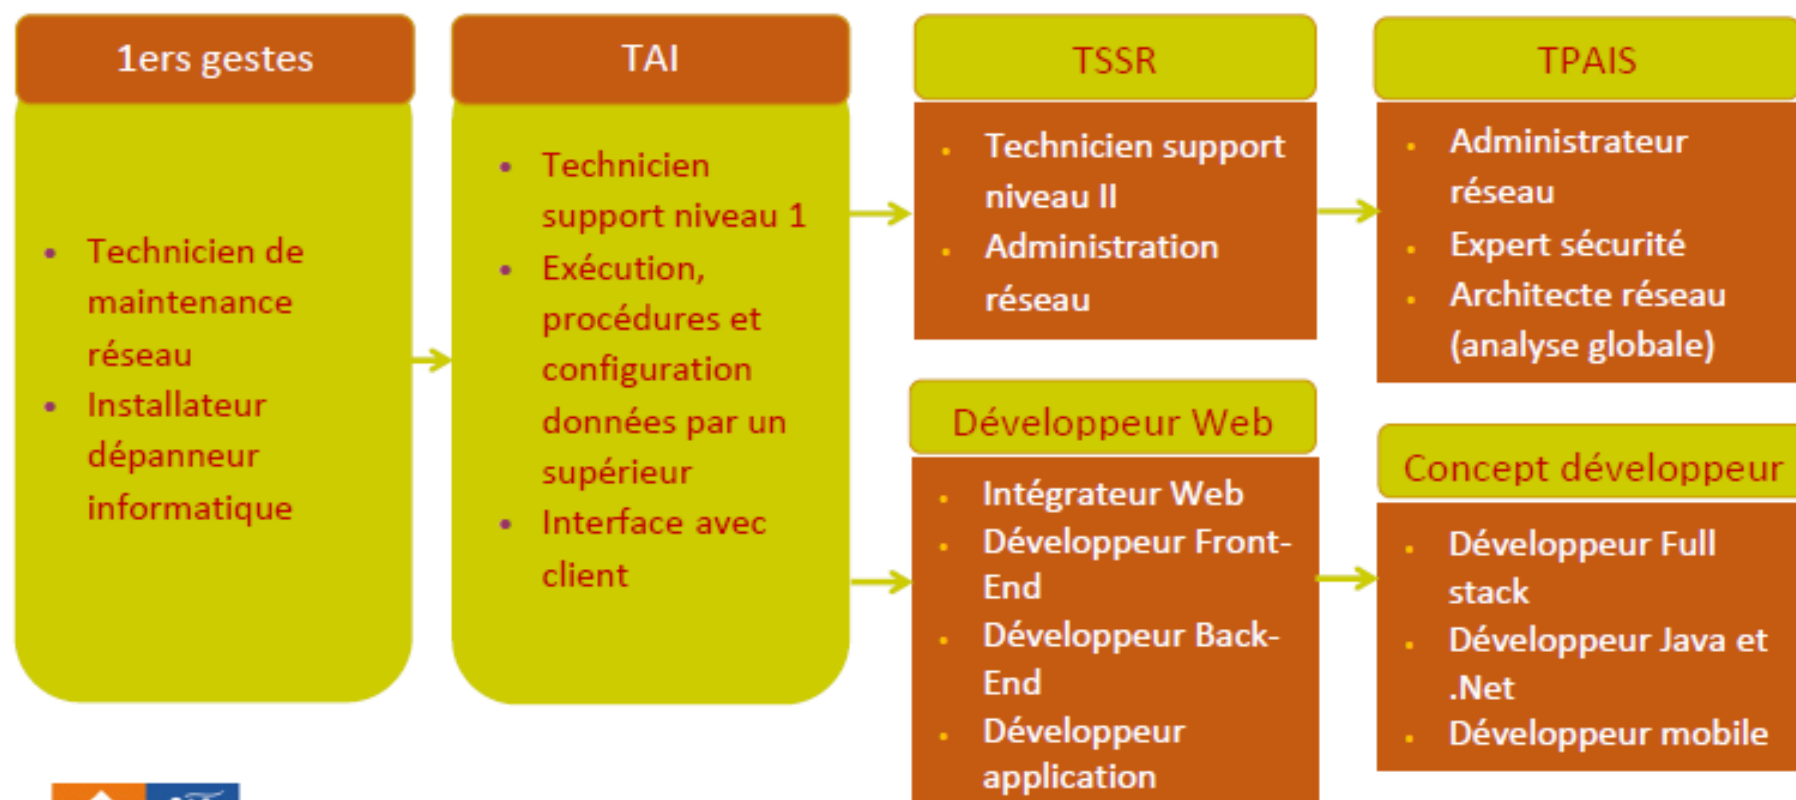 1ers gestes
• Technicien de
maintenance
réseau
• Installateur
dépanneur
informatique
TAI
• Technicien
support niveau 1
• Exécution,
procédures et
configuration
données par un
supérieur
• Interface avec
client
TSSR
• Technicien support
niveau II
• Administration
réseau
TPAIS
• Administrateur
réseau
• Expert sécurité
• Architecte réseau
(analyse globale)
Développeur Web
• Intégrateur Web
• Développeur Front-
End
• Développeur Back-
End
• Développeur
application
Concept développeur
• Développeur Full
stack
• Développeur Java et
.Net
• Développeur mobile